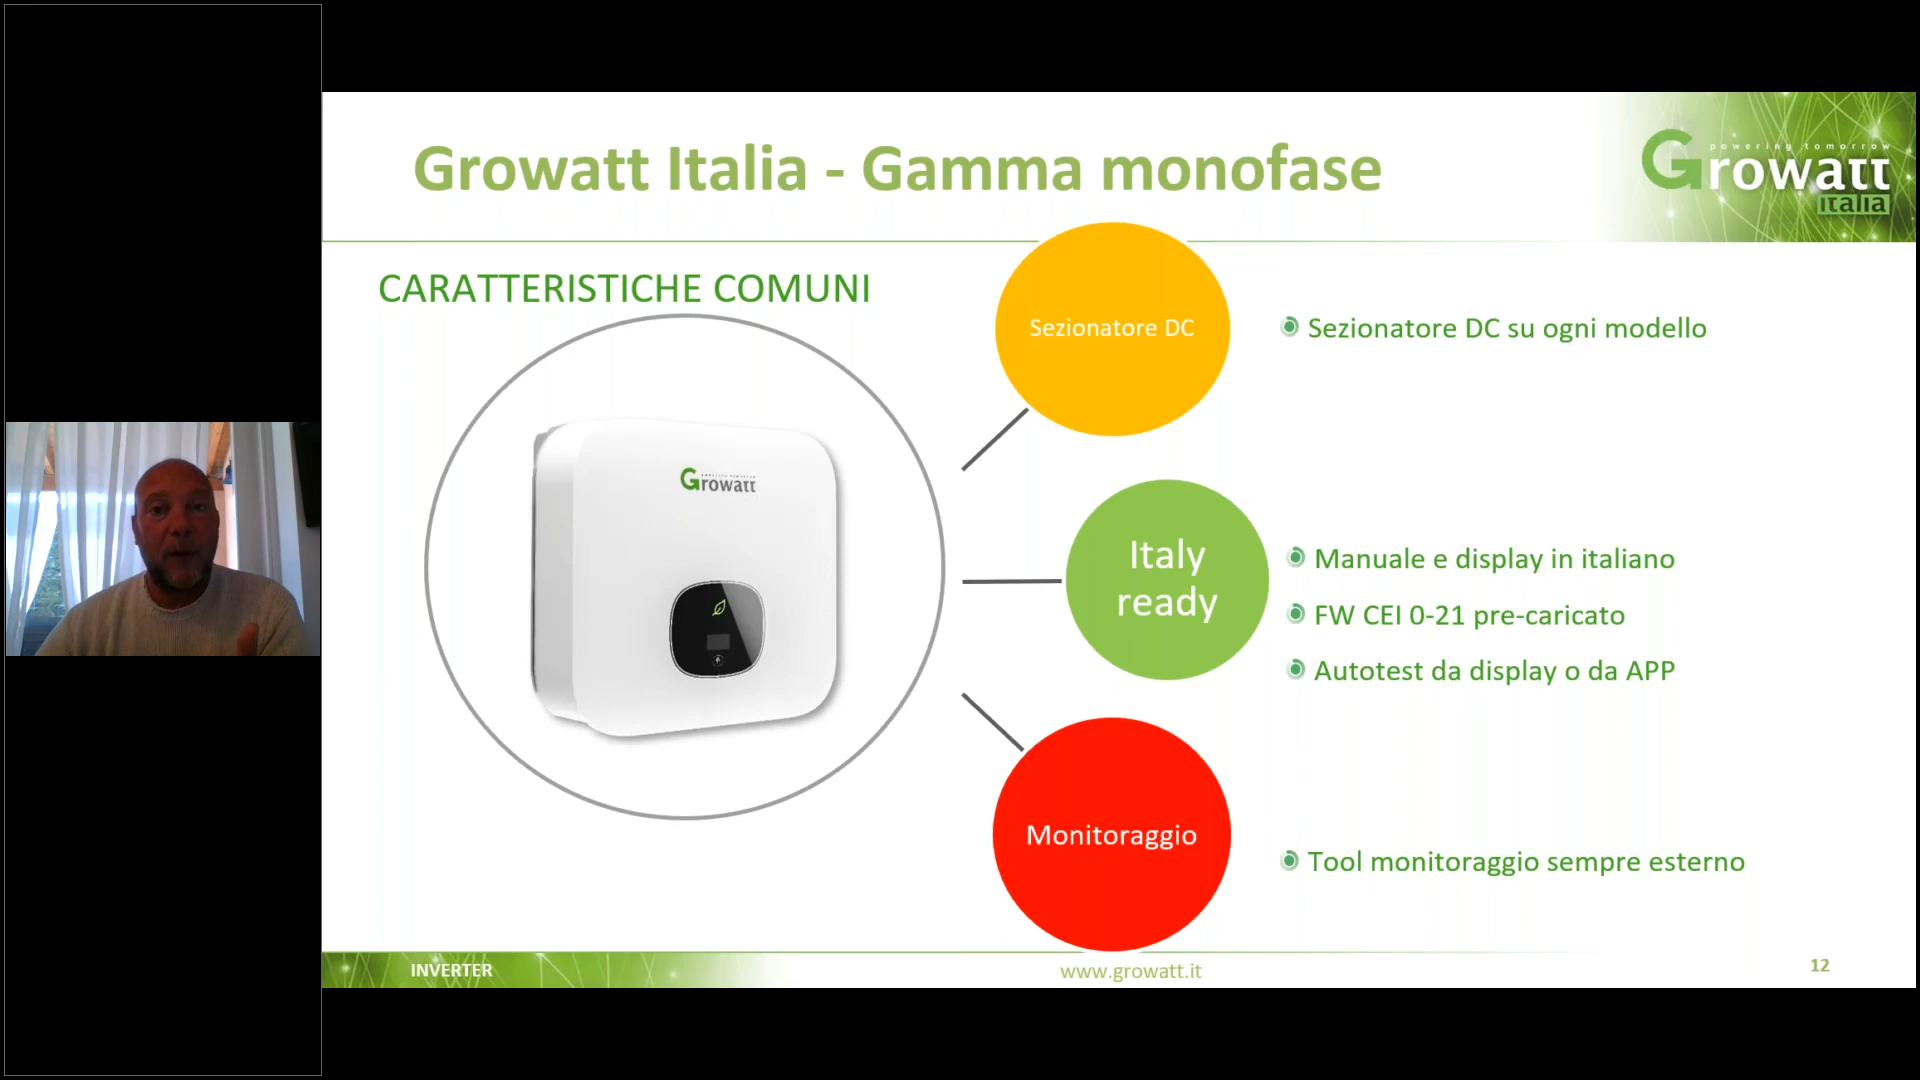 Growatt Italia - Gamma monofase
powering tomorrow
Growatt
italia
CARATTERISTICHE COMUNI
Sezionatore DC
Sezionatore DC su ogni modello
Growatt
Italy
ready
Manuale e display in italiano
FW CEI 0-21 pre-caricato
Autotest da display o da APP
Monitoraggio
Tool monitoraggio sempre esterno
INVERTER
www.growatt.it
12